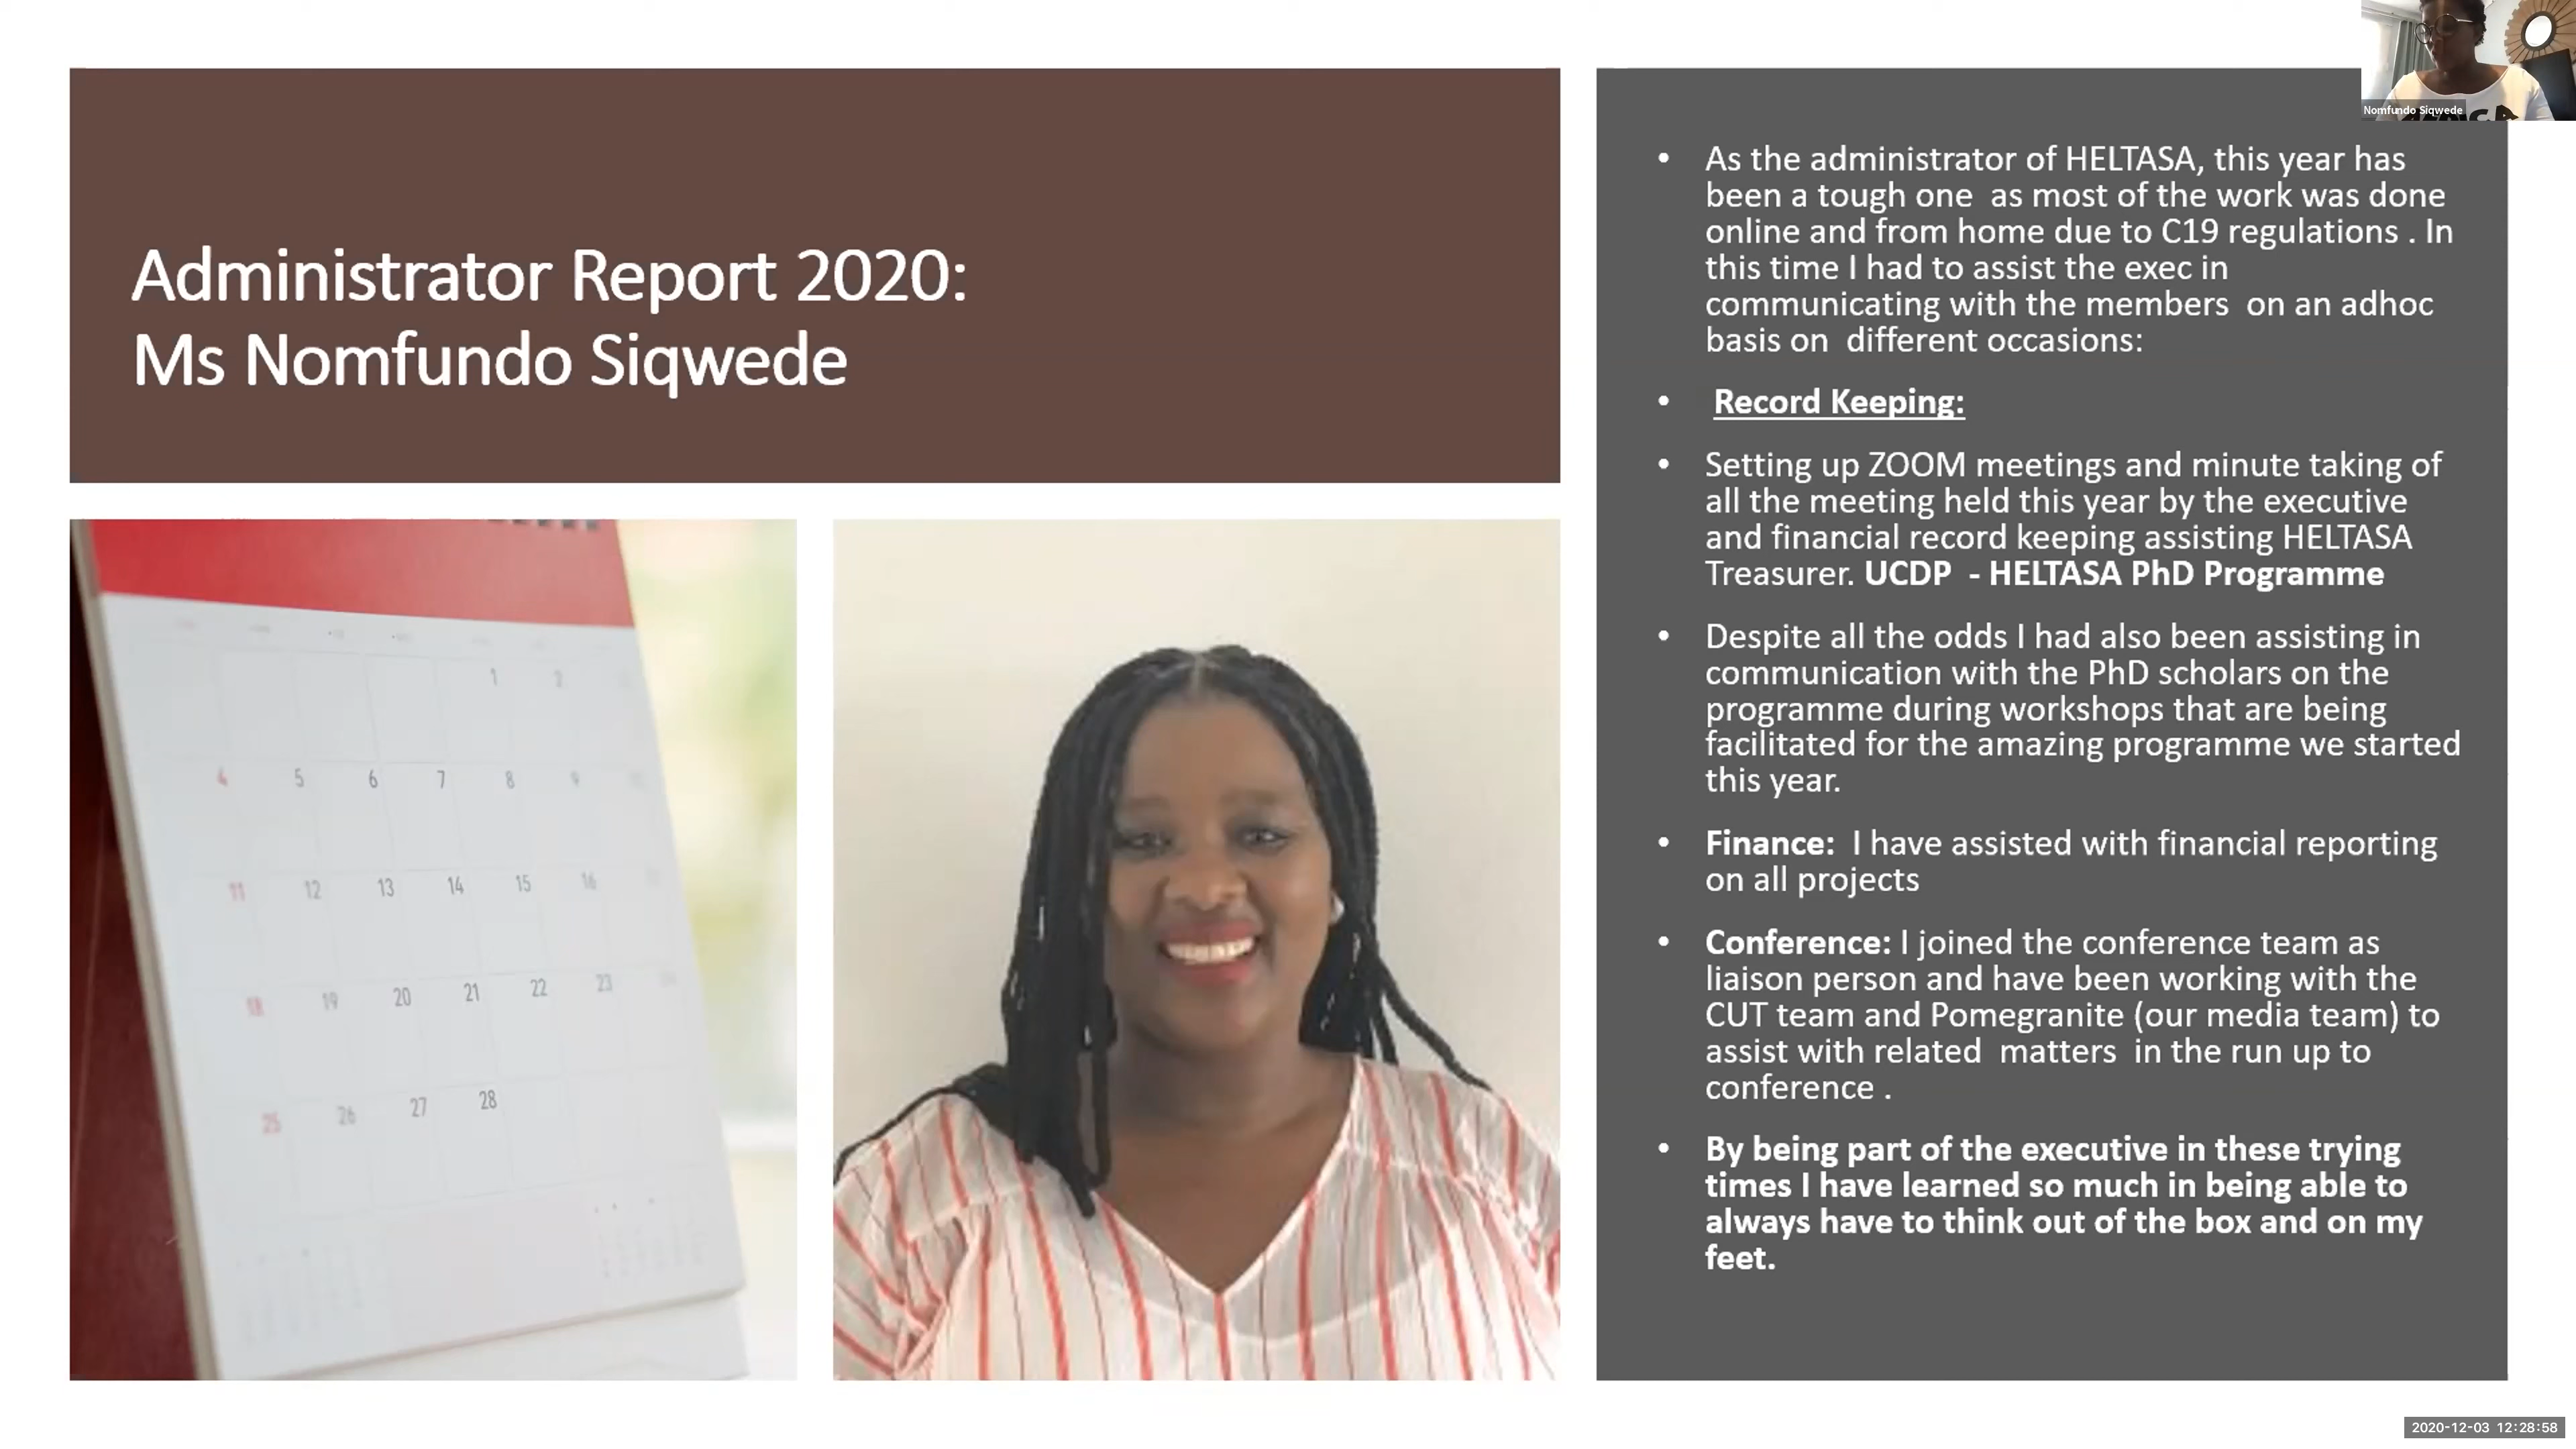 Nomfundo Siqwede
Administrator Report 2020:
Ms Nomfundo Siqwede
1 2
4 5 6 7 8 9
11 12 13 14 15 16
18 19 20 21 22 23
25 26 27 28
• As the administrator of HELTASA, this year has
been a tough one as most of the work was done
online and from home due to C19 regulations . In
this time I had to assist the exec in
communicating with the members on an adhoc
basis on different occasions:
• Record Keeping:
• Setting up ZOOM meetings and minute taking of
all the meeting held this year by the executive
and financial record keeping assisting HELTASA
Treasurer. UCDP - HELTASA PhD Programme
• Despite all the odds I had also been assisting in
communication with the PhD scholars on the
programme during workshops that are being
facilitated for the amazing programme we started
this year.
• Finance: I have assisted with financial reporting
on all projects
• Conference: I joined the conference team as
liaison person and have been working with the
CUT team and Pomegranite (our media team) to
assist with related matters in the run up to
conference .
• By being part of the executive in these trying
times I have learned so much in being able to
always have to think out of the box and on my
feet.
2020-12-03 12:28:58